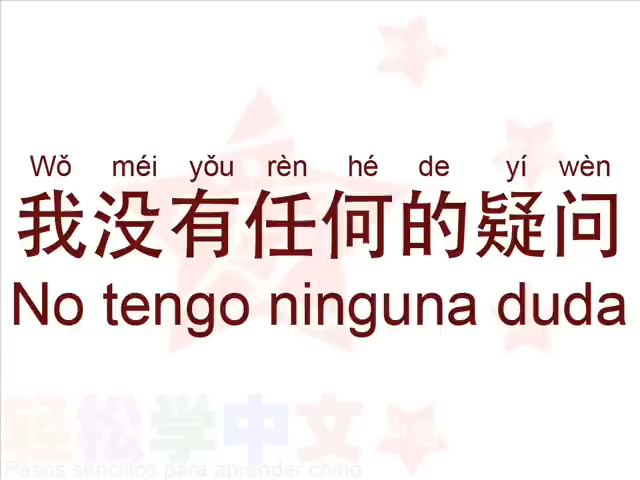 Wǒ méi yǒu rèn hé de yí wèn
我没有任何的疑问
No tengo ninguna duda
轻松学中文
Pasos sencillos para aprender chino